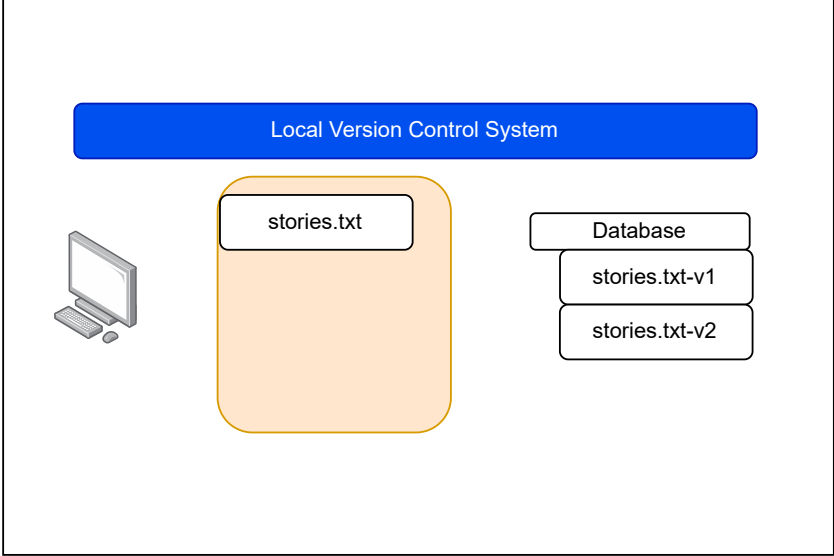 Local Version Control System
stories.txt
Database
stories.txt-v1
stories.txt-v2